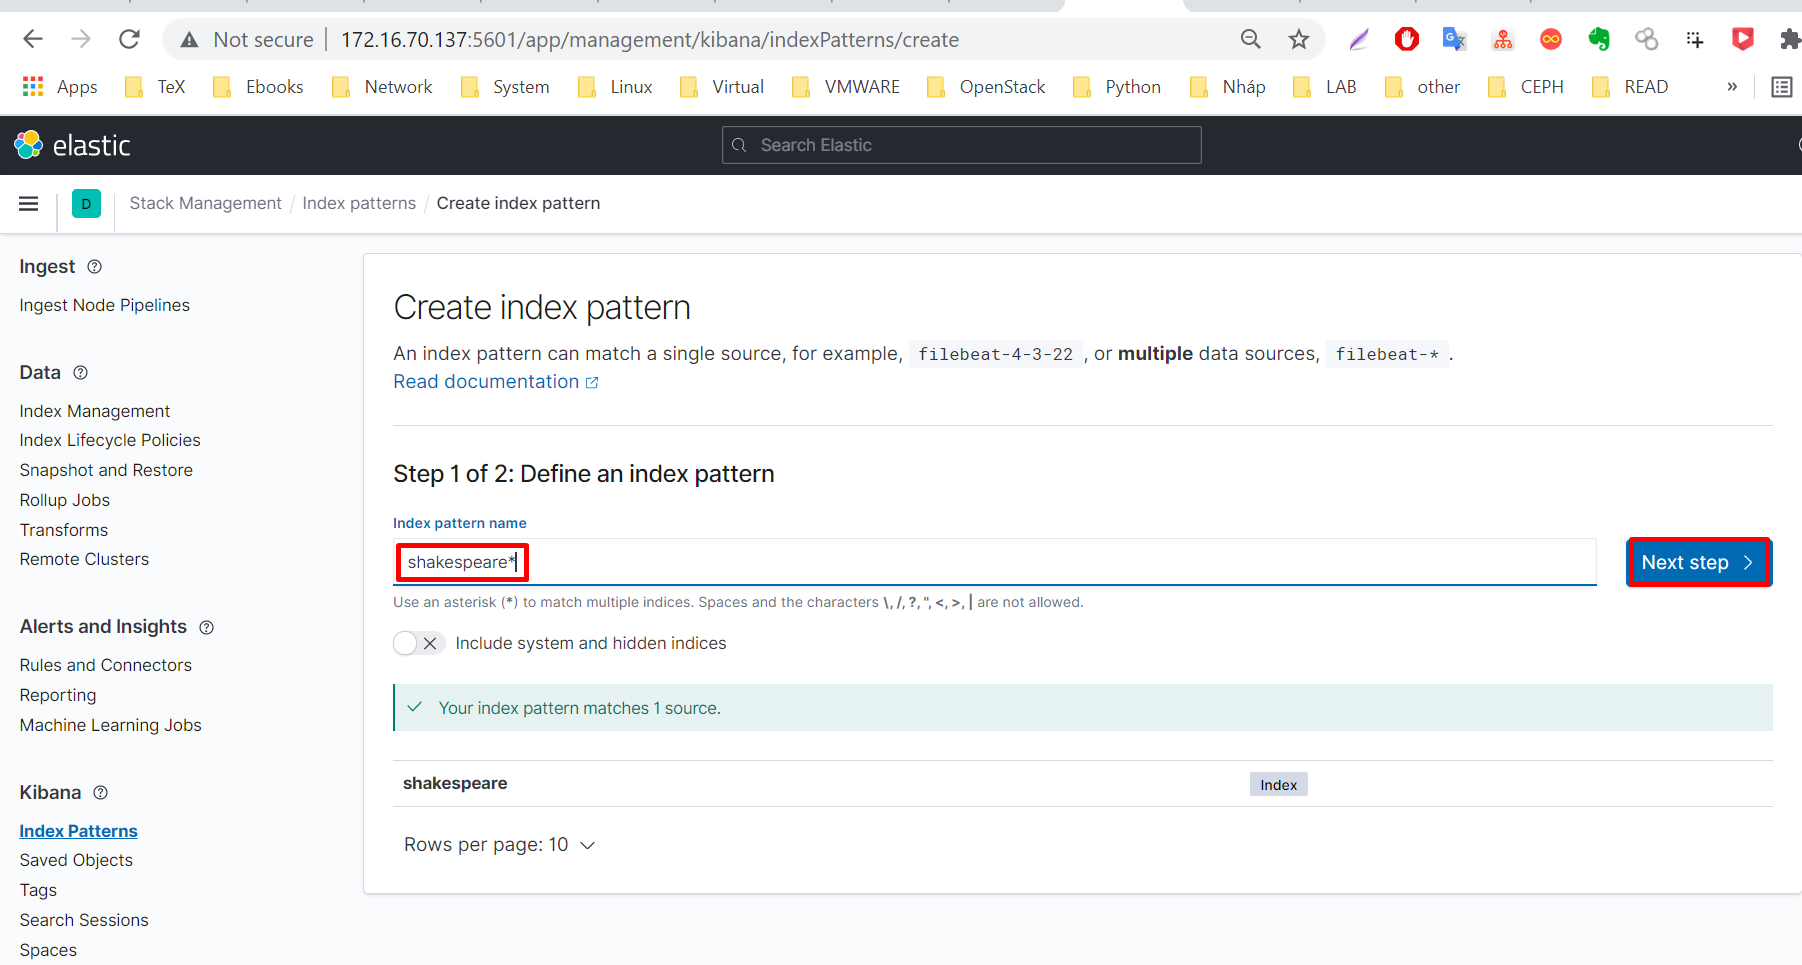 Not secure | 172.16.70.137:5601/app/management/kibana/indexPatterns/create
Apps TeX Ebooks Network System Linux Virtual VMWARE OpenStack Python Nháp LAB other CEPH READ »
elastic Search Elastic
D Stack Management / Index patterns / Create index pattern
Ingest
Ingest Node Pipelines
Data
Index Management
Index Lifecycle Policies
Snapshot and Restore
Rollup Jobs
Transforms
Remote Clusters
Alerts and Insights
Rules and Connectors
Reporting
Machine Learning Jobs
Kibana
Index Patterns
Saved Objects
Tags
Search Sessions
Spaces
Create index pattern
An index pattern can match a single source, for example, filebeat-4-3-22 , or multiple data sources, filebeat-* .
Read documentation
Step 1 of 2: Define an index pattern
Index pattern name
shakespeare*
Next step
Use an asterisk (*) to match multiple indices. Spaces and the characters \, /, ?, ", <, >, | are not allowed.
Include system and hidden indices
Your index pattern matches 1 source.
shakespeare Index
Rows per page: 10